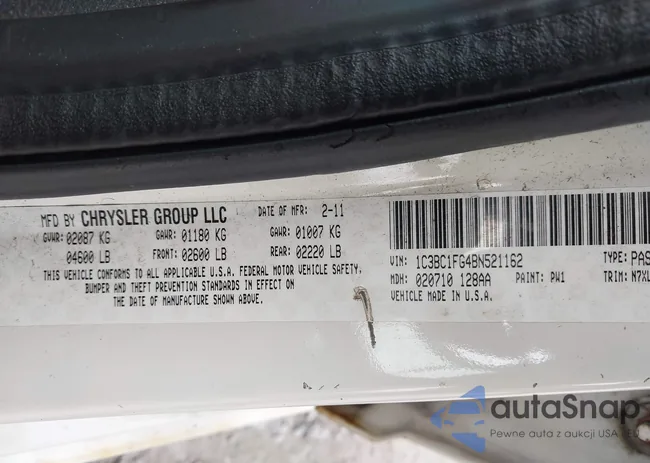 MFD BY CHRYSLER GROUP LLC DATE OF MFR: 2-11
GVWR: 02087 KG GAWR: 01180 KG GAWR: 01007 KG
04600 LB FRONT: 02600 LB REAR: 02220 LB
THIS VEHICLE CONFORMS TO ALL APPLICABLE U.S.A. FEDERAL MOTOR VEHICLE SAFETY,
BUMPER AND THEFT PREVENTION STANDARDS IN EFFECT ON
THE DATE OF MANUFACTURE SHOWN ABOVE.
VIN: 1C3BC1FG4BN521162 TYPE: PAS
MDH: 020710 128AA PAINT: PW1 TRIM: N7XL
VEHICLE MADE IN U.S.A.
autoSnap
Pewne auta z aukcji USA i EU